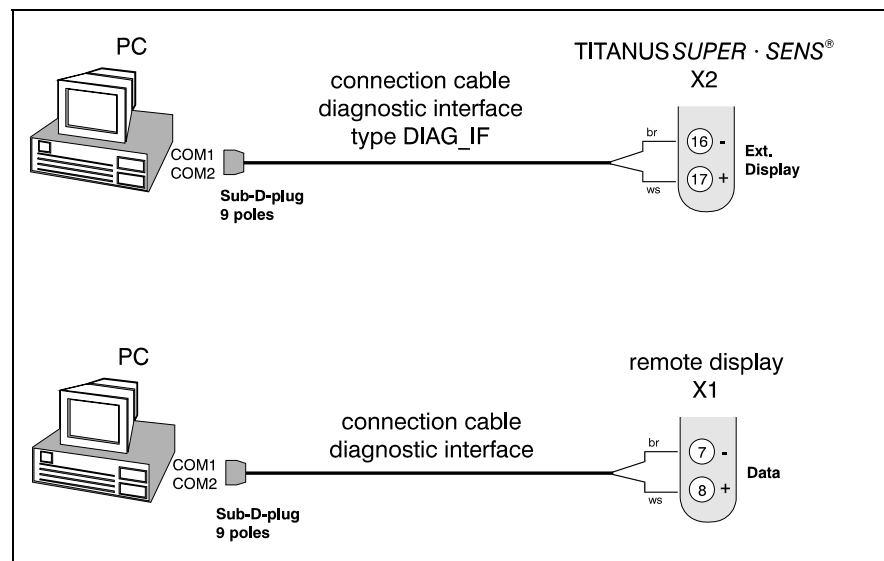 PC
TITANUS SUPER · SENS®
X2
connection cable
diagnostic interface
type DIAG_IF
COM1
COM2
Sub-D-plug
9 poles
br
16 -
17 +
ws
Ext.
Display
PC
remote display
X1
connection cable
diagnostic interface
COM1
COM2
Sub-D-plug
9 poles
br
7 -
8 +
ws
Data